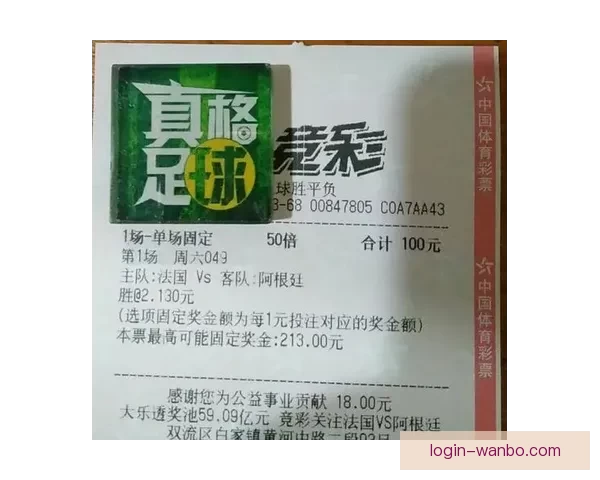 真格
足球
竞彩
球胜平负
3-68 00847805 C0A7AA43
1场-单场固定 50倍 合计 100元
第1场 周六049
主队:法国 Vs 客队:阿根廷
胜@2.130元
(选项固定奖金额为每1元投注对应的奖金额)
本票最高可能固定奖金:213.00元
感谢您为公益事业贡献 18.00元
大乐透奖池59.09亿元 竞彩关注法国VS阿根廷
双流区白家镇黄河中路二段
中国体育彩票
中国体育彩票
login-wanbo.com